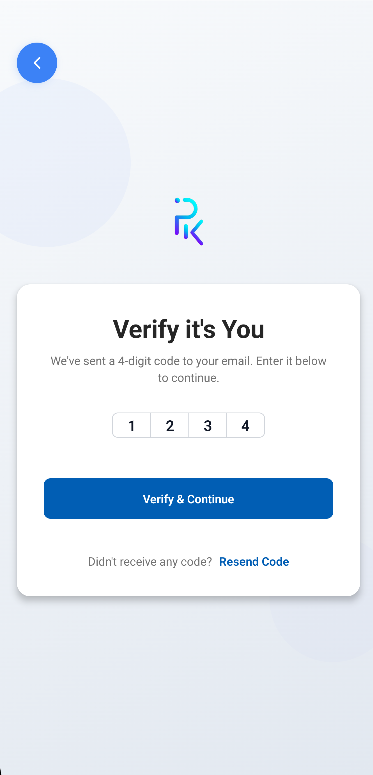 Verify it's You
We've sent a 4-digit code to your email. Enter it below
to continue.
1 2 3 4
Verify & Continue
Didn't receive any code? Resend Code